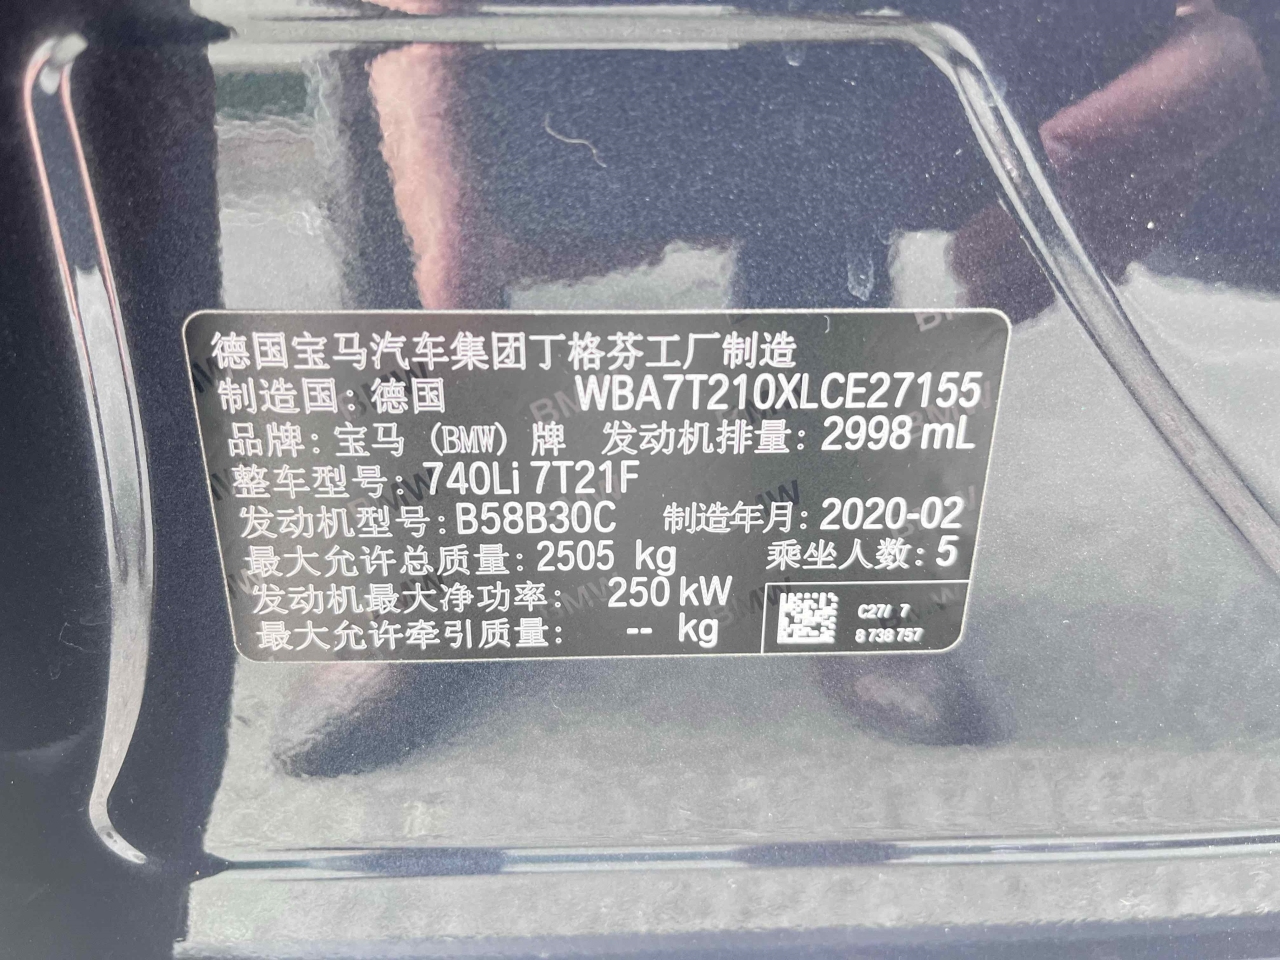 德国宝马汽车集团丁格芬工厂制造
制造国: 德国 WBA7T210XLCE27155
品牌: 宝马 (BMW) 牌 发动机排量: 2998 mL
整车型号: 740Li 7T21F
发动机型号: B58B30C 制造年月: 2020-02
最大允许总质量: 2505 kg 乘坐人数: 5
发动机最大净功率: 250 kW
最大允许牵引质量: -- kg
8 738 757